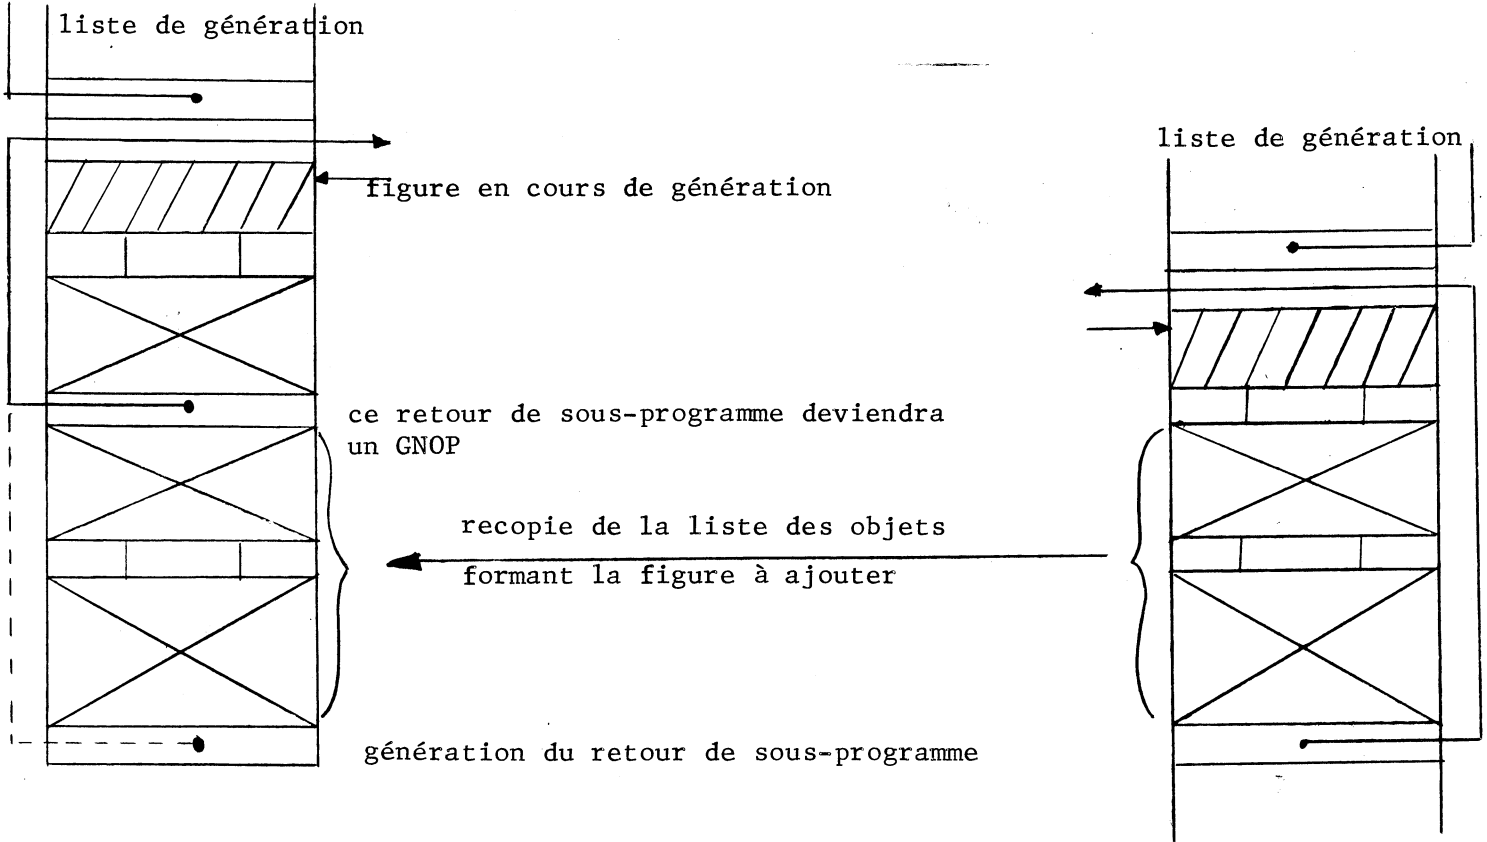 liste de génération
liste de génération
figure en cours de génération
ce retour de sous-programme deviendra
un GNOP
recopie de la liste des objets
formant la figure à ajouter
génération du retour de sous-programme